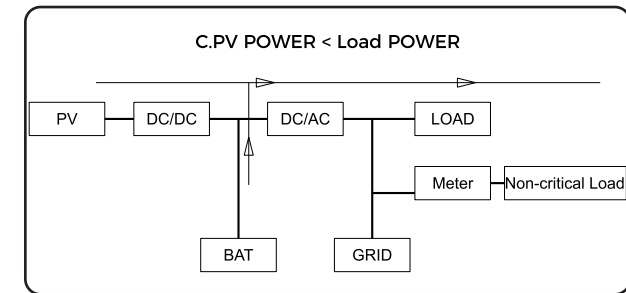 C.PV POWER < Load POWER
PV
DC/DC
DC/AC
LOAD
Meter
Non-critical Load
BAT
GRID